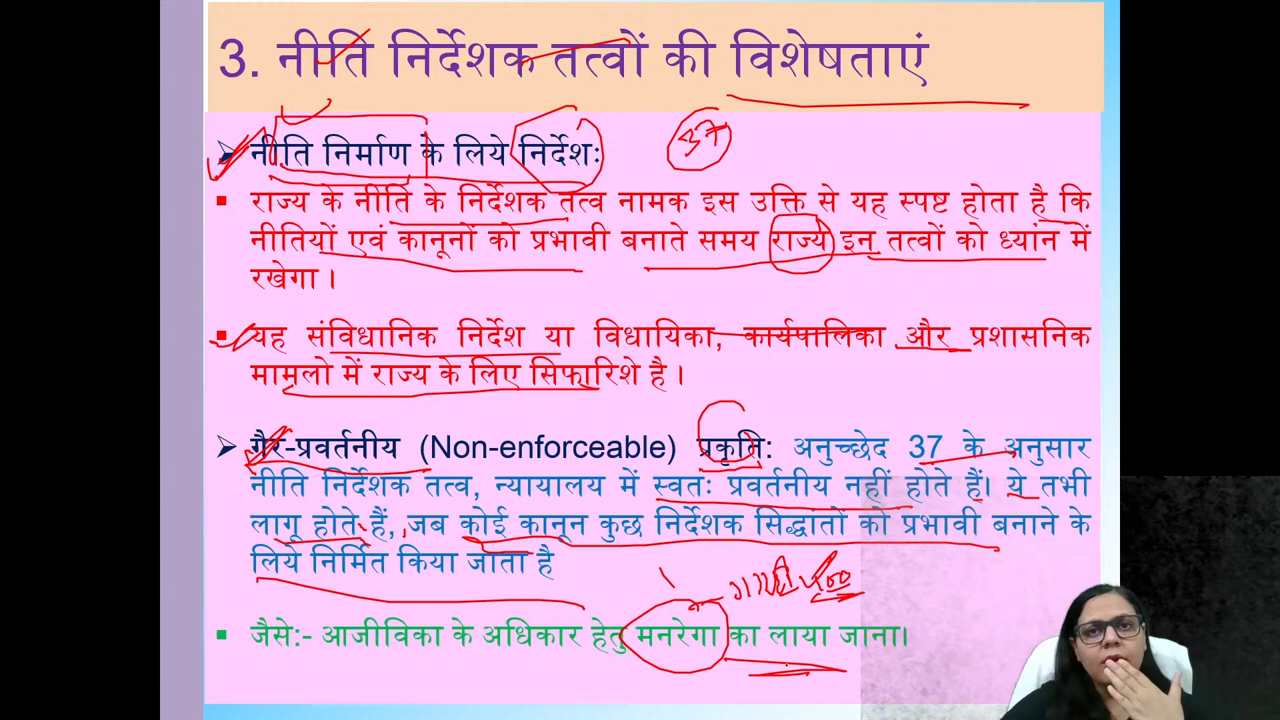 3. नीति निर्देशक तत्वों की विशेषताएं
नीति निर्माण के लिये निर्देशः
37
राज्य के नीति के निर्देशक तत्व नामक इस उक्ति से यह स्पष्ट होता है कि
नीतियों एवं कानूनों को प्रभावी बनाते समय राज्य इन तत्वों को ध्यान में
रखेगा।
यह संविधानिक निर्देश या विधायिका, कार्यपालिका और प्रशासनिक
मामलो में राज्य के लिए सिफारिशे है।
गैर-प्रवर्तनीय (Non-enforceable) प्रकृति: अनुच्छेद 37 के अनुसार
नीति निर्देशक तत्व, न्यायालय में स्वतः प्रवर्तनीय नहीं होते हैं। ये तभी
लागू होते हैं, जब कोई कानून कुछ निर्देशक सिद्धांतों को प्रभावी बनाने के
लिये निर्मित किया जाता है
जैसे:- आजीविका के अधिकार हेतु मनरेगा का लाया जाना।